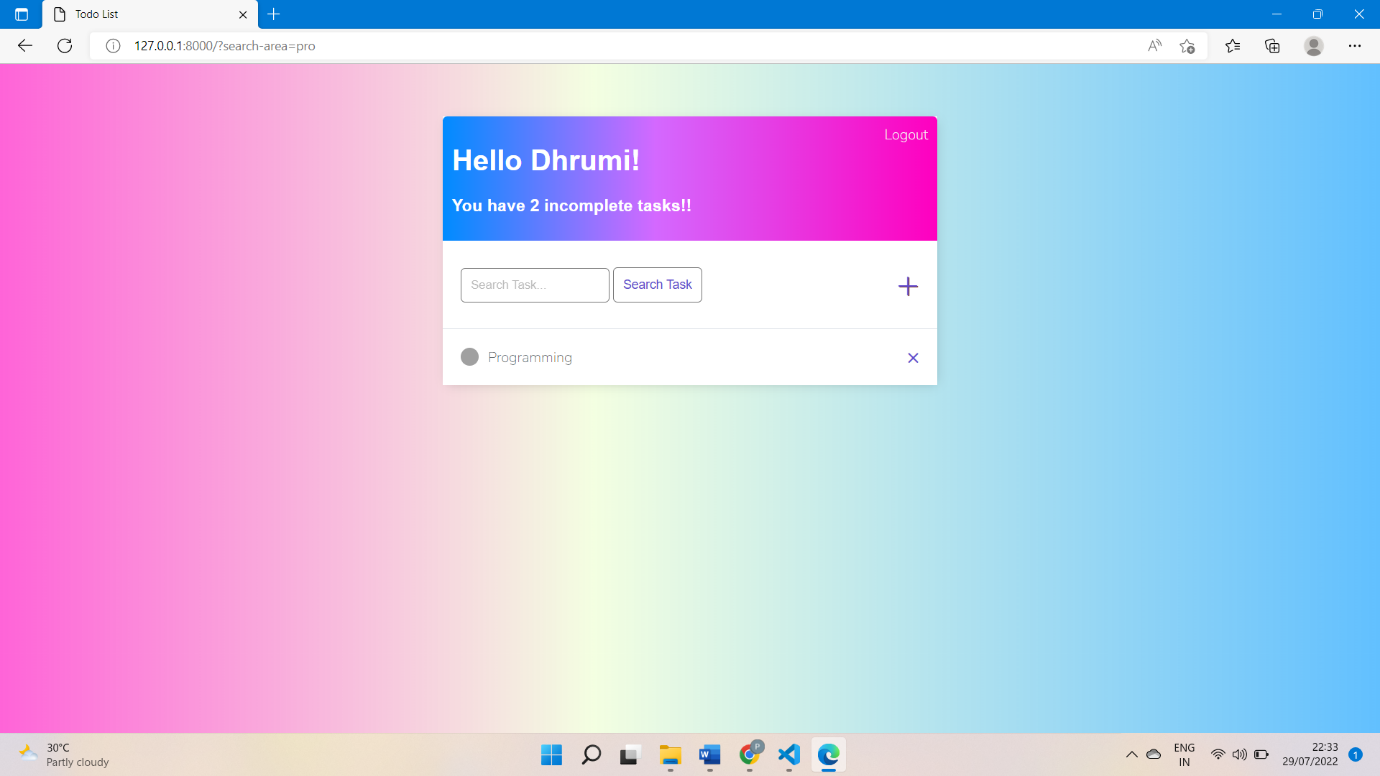 Todo List
127.0.0.1:8000/?search-area=pro
Logout
Hello Dhrumi!
You have 2 incomplete tasks!!
Search Task...
Search Task
Programming
30°C
Partly cloudy
P
ENG
IN
22:33
29/07/2022
1